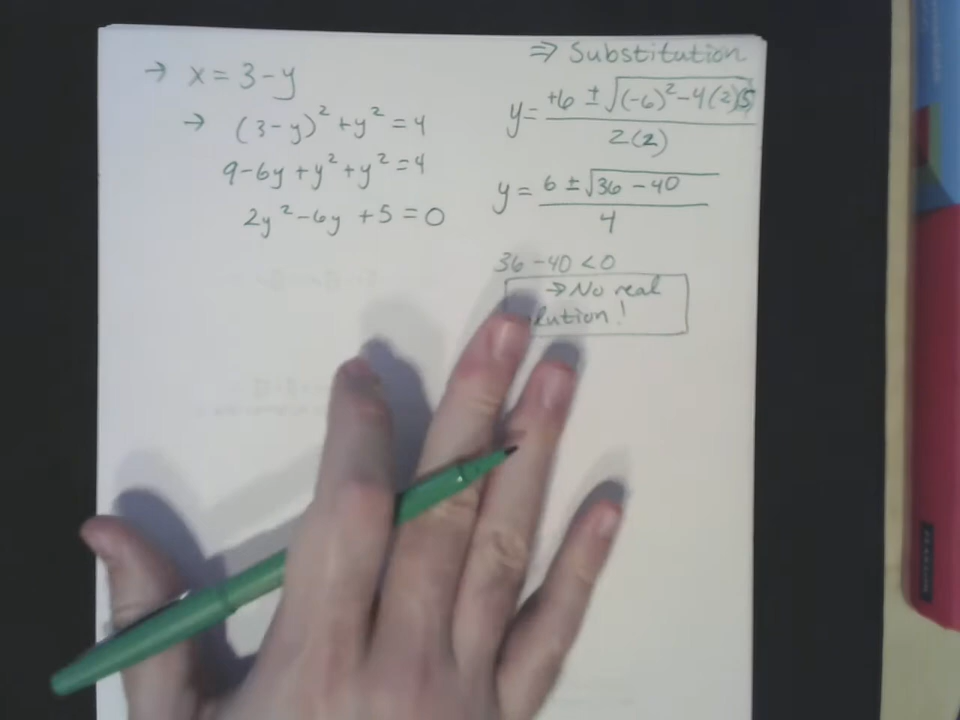 → x = 3 - y
→ (3 - y)² + y² = 4
9 - 6y + y² + y² = 4
2y² - 6y + 5 = 0
⇒ Substitution
y = +6 ± √(-6)² - 4(2)5 / 2(2)
y = 6 ± √36 - 40 / 4
36 - 40 < 0
→ No real
lution!